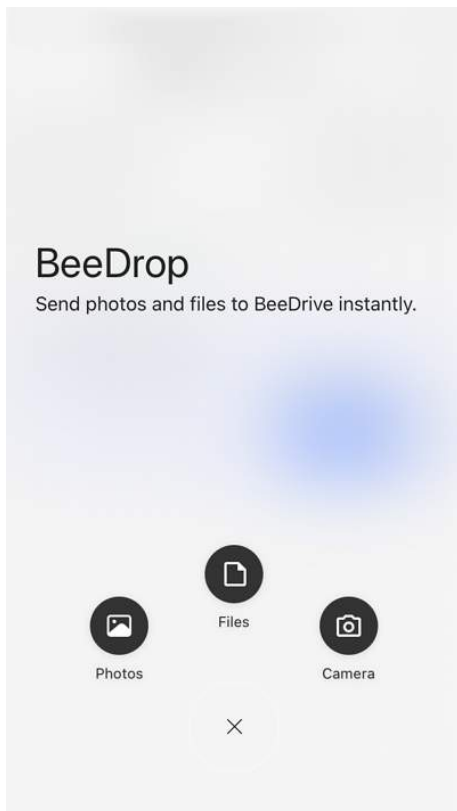 BeeDrop
Send photos and files to BeeDrive instantly.
Files
Photos
Camera